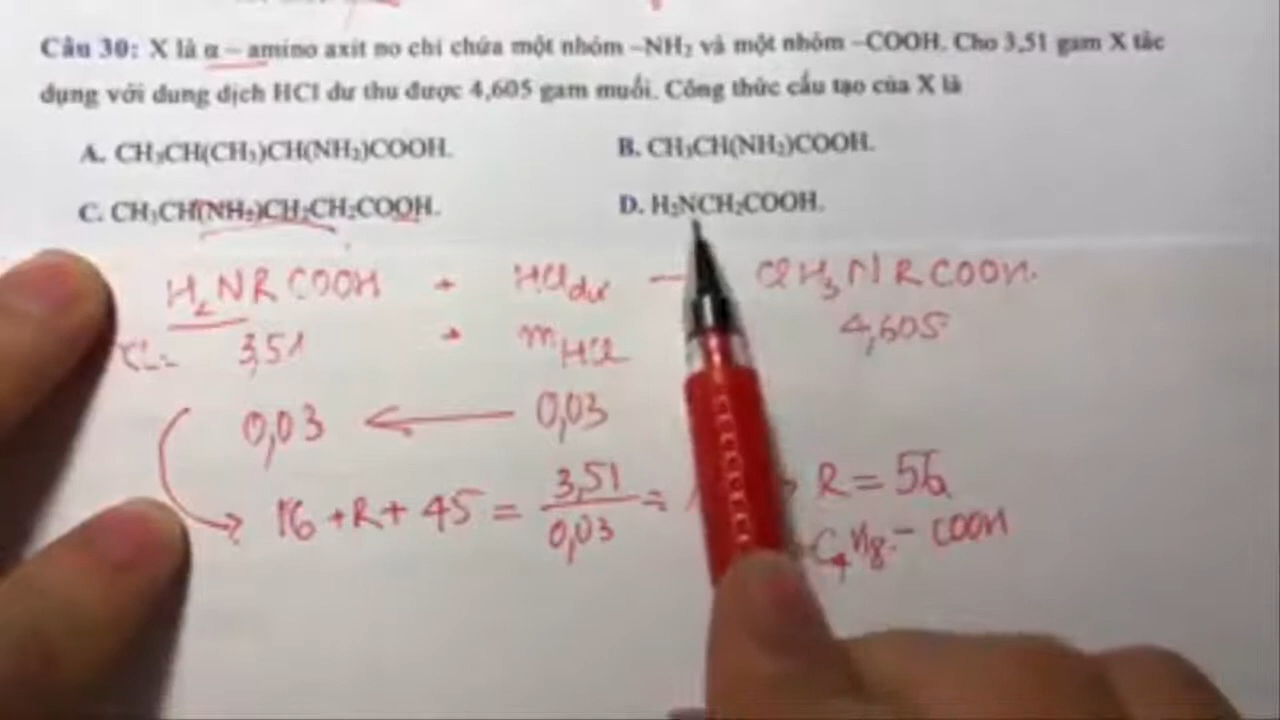 Câu 30: X là α – amino axit no chỉ chứa một nhóm –NH₂ và một nhóm –COOH. Cho 3,51 gam X tác
dụng với dung dịch HCl dư thu được 4,605 gam muối. Công thức cấu tạo của X là
A. CH₃CH(CH₃)CH(NH₂)COOH. B. CH₃CH(NH₂)COOH.
C. CH₃CH(NH₂)CH₂CH₂COOH. D. H₂NCH₂COOH.
H₂NRCOOH + HCl dư → ClH₃NRCOOH.
3,51 + mHCl 4,605
0,03 ← 0,03
16 + R + 45 = 3,51/0,03 = R = 56
C₄H₈ – COOH